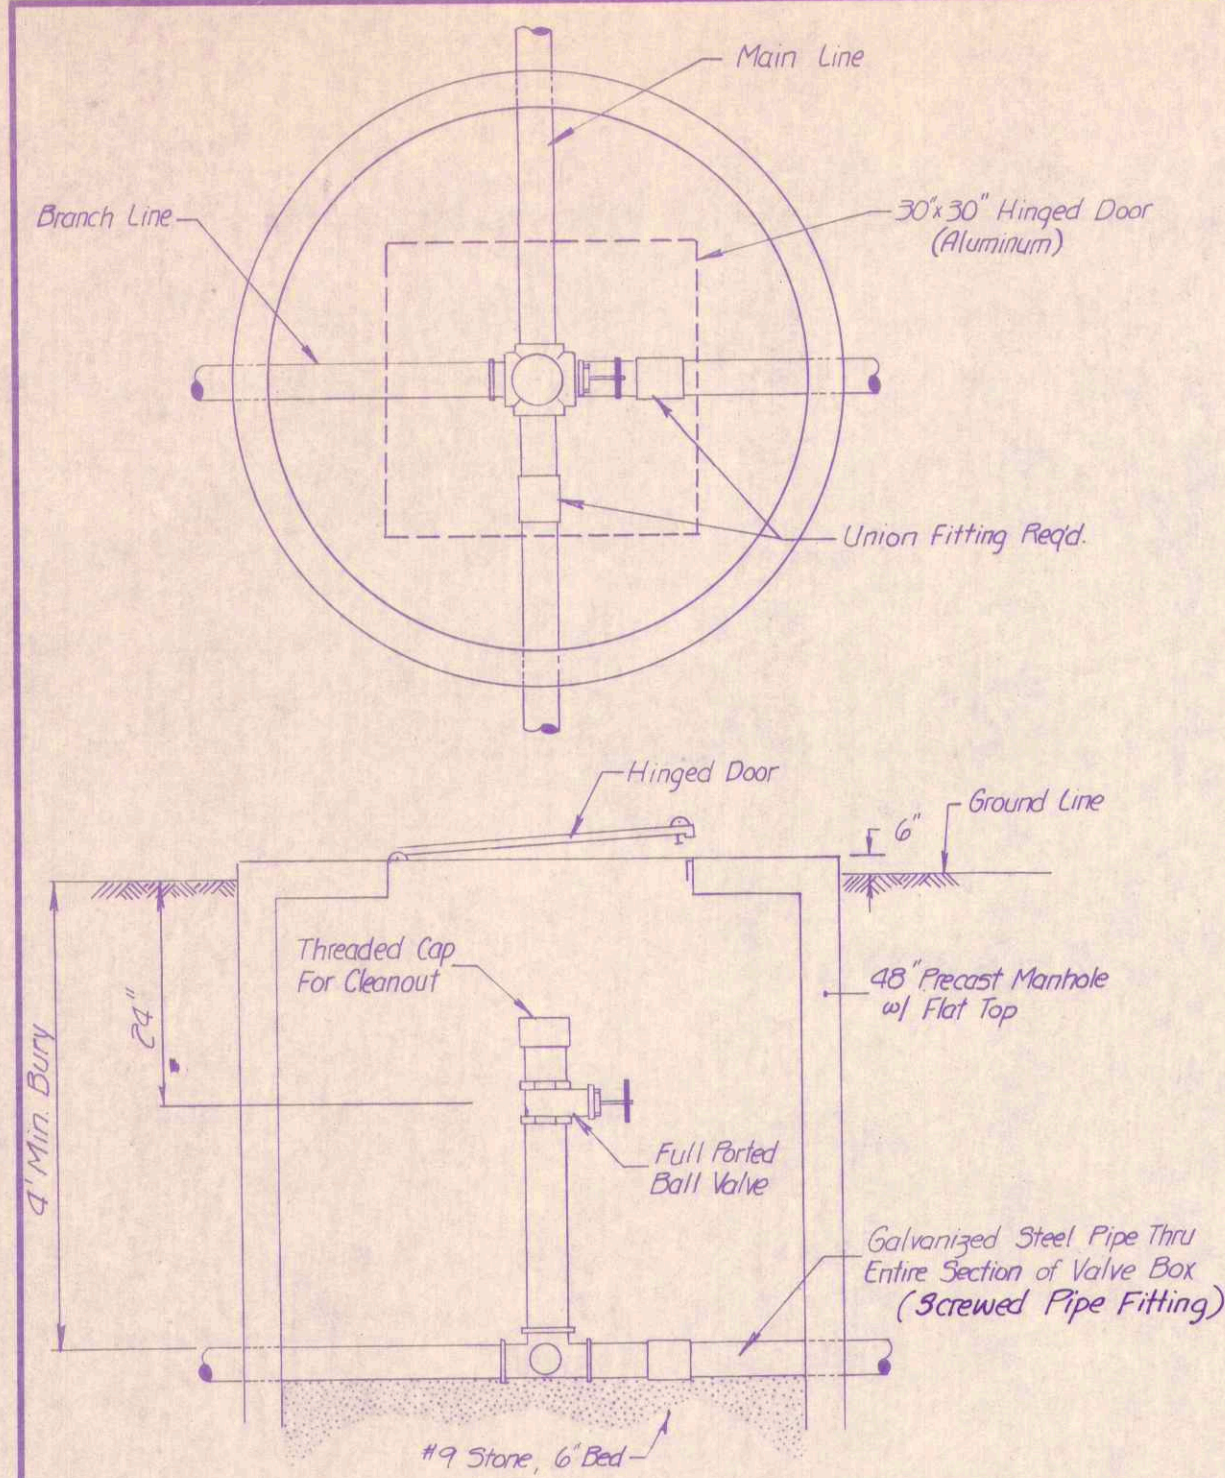 Main Line
Branch Line
30"x30" Hinged Door
(Aluminum)
Union Fitting Req'd.
Hinged Door
Ground Line
6"
Threaded Cap
For Cleanout
48" Precast Manhole
w/ Flat Top
24"
4' Min. Bury
Full Ported
Ball Valve
Galvanized Steel Pipe Thru
Entire Section of Valve Box
(Screwed Pipe Fitting)
#9 Stone, 6" Bed